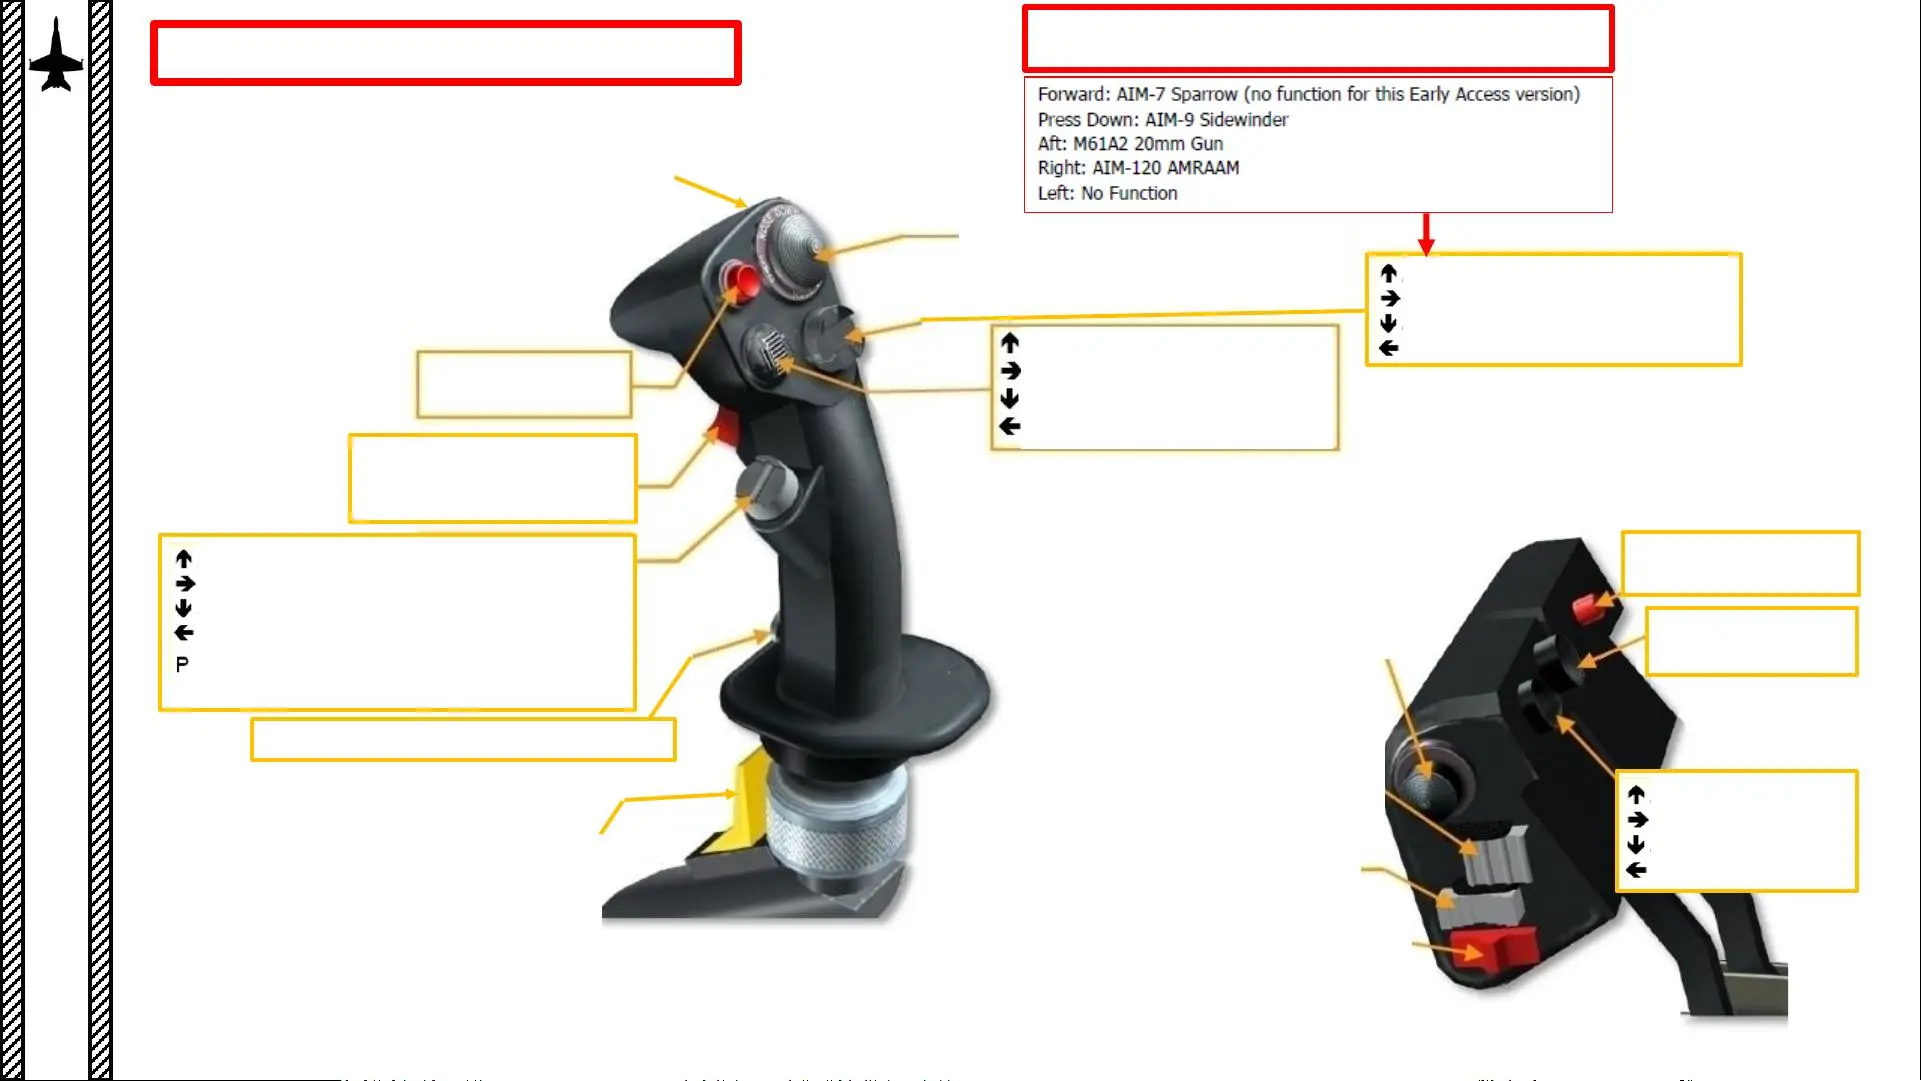 Forward: AIM-7 Sparrow (no function for this Early Access version)
Press Down: AIM-9 Sidewinder
Aft: M61A2 20mm Gun
Right: AIM-120 AMRAAM
Left: No Function
P